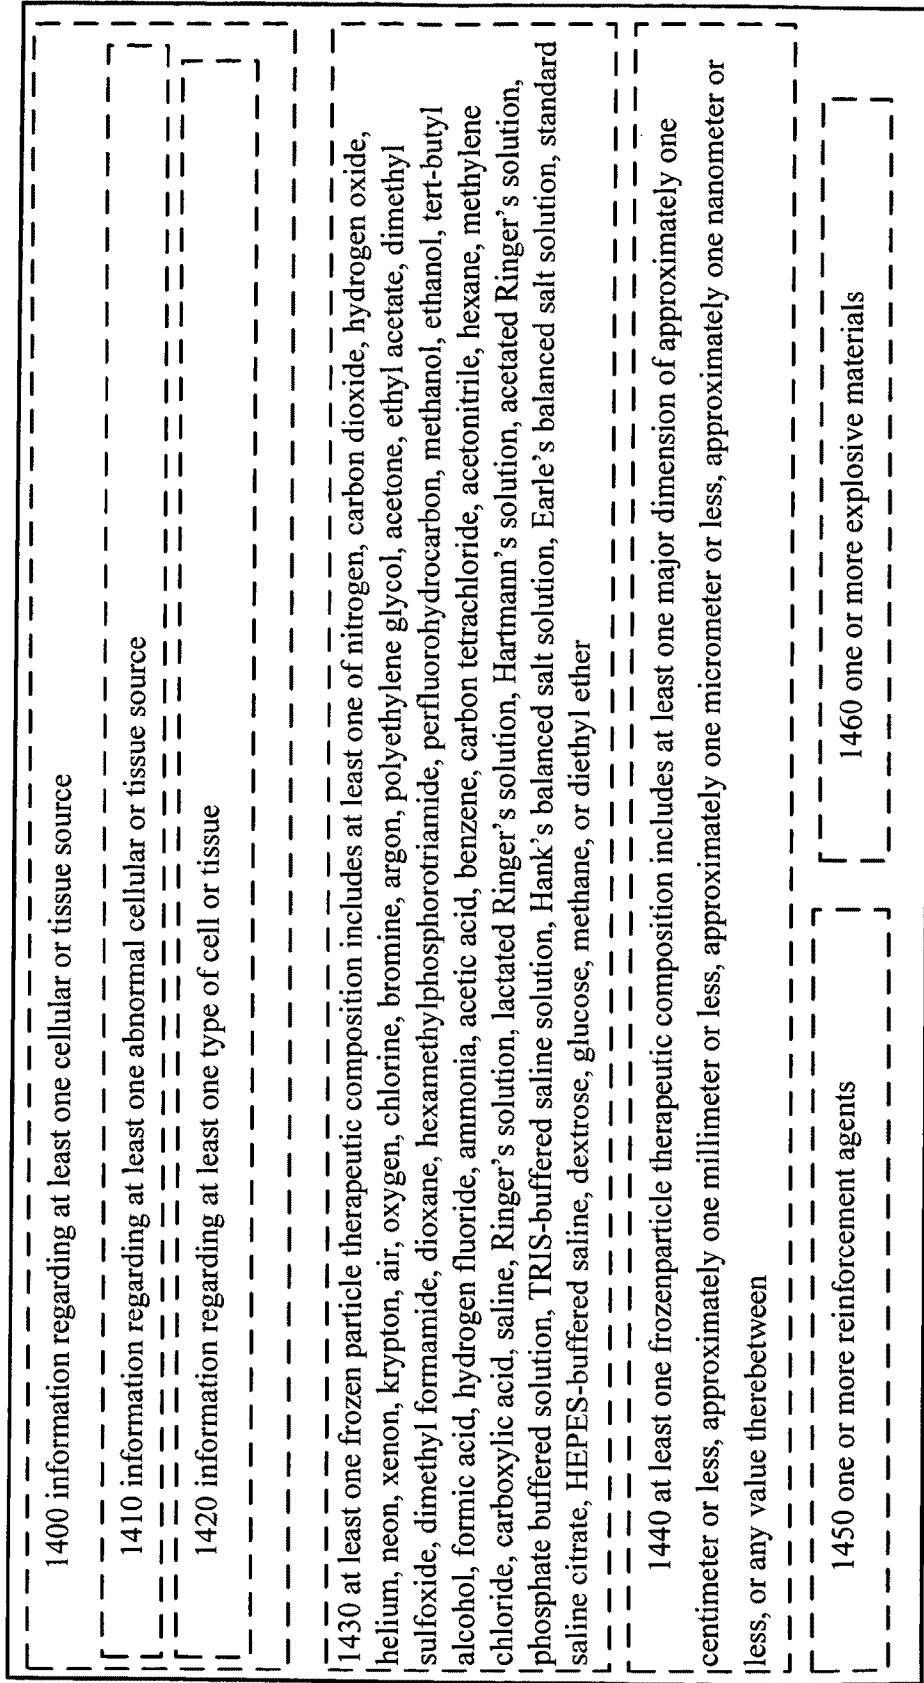 1400 information regarding at least one cellular or tissue source
1410 information regarding at least one abnormal cellular or tissue source
1420 information regarding at least one type of cell or tissue
1430 at least one frozen particle therapeutic composition includes at least one of nitrogen, carbon dioxide, hydrogen oxide,
helium, neon, xenon, krypton, air, oxygen, chlorine, bromine, argon, polyethylene glycol, acetone, ethyl acetate, dimethyl
sulfoxide, dimethyl formamide, dioxane, hexamethylphosphorotriamide, perfluorohydrocarbon, methanol, ethanol, tert-butyl
alcohol, formic acid, hydrogen fluoride, ammonia, acetic acid, benzene, carbon tetrachloride, acetonitrile, hexane, methylene
chloride, carboxylic acid, saline, Ringer's solution, lactated Ringer's solution, Hartmann's solution, acetated Ringer's solution,
phosphate buffered solution, TRIS-buffered saline solution, Hank's balanced salt solution, Earle's balanced salt solution, standard
saline citrate, HEPES-buffered saline, dextrose, glucose, methane, or diethyl ether
1440 at least one frozenparticle therapeutic composition includes at least one major dimension of approximately one
centimeter or less, approximately one millimeter or less, approximately one micrometer or less, approximately one nanometer or
less, or any value therebetween
1450 one or more reinforcement agents
1460 one or more explosive materials